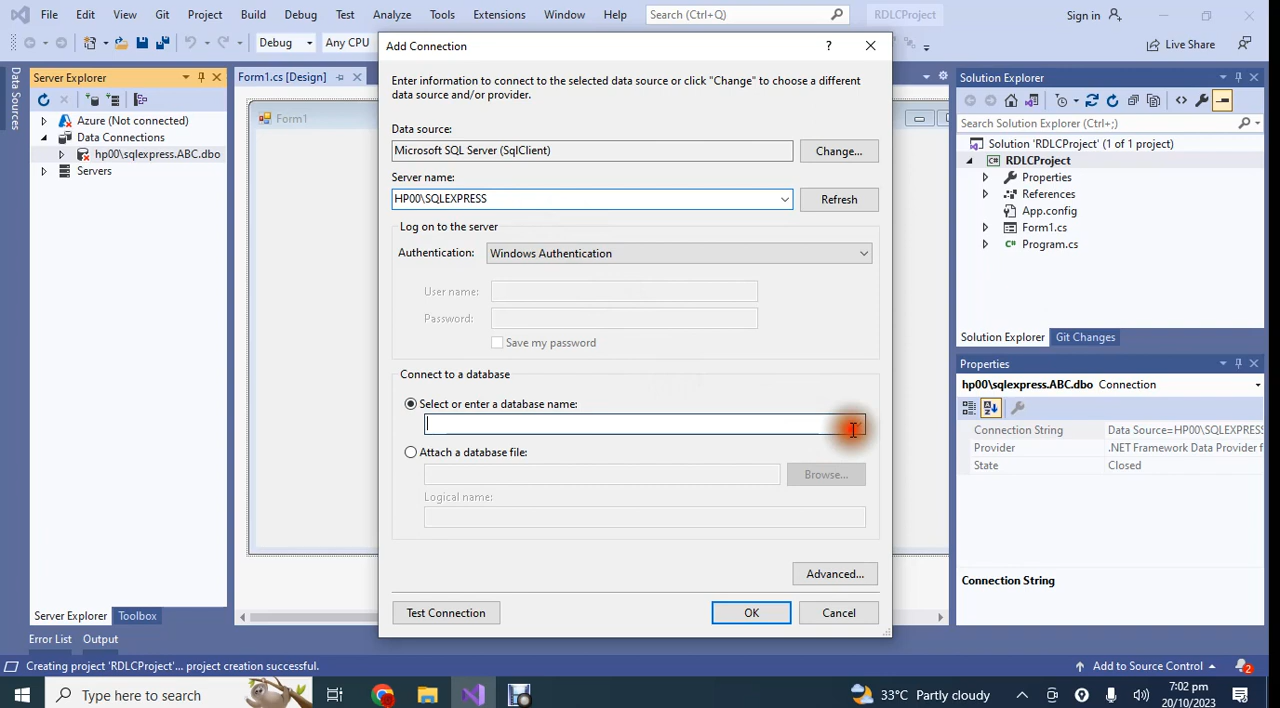 File Edit View Git Project Build Debug Test Analyze Tools Extensions Window Help Search (Ctrl+Q) RDLCProject Sign in
Debug Any CPU Live Share
Add Connection
Enter information to connect to the selected data source or click "Change" to choose a different
data source and/or provider.
Data source:
Microsoft SQL Server (SqlClient) Change...
Server name:
HP00\SQLEXPRESS Refresh
Log on to the server
Authentication: Windows Authentication
User name:
Password:
Save my password
Connect to a database
Select or enter a database name:
Attach a database file:
Browse...
Logical name:
Advanced...
Test Connection OK Cancel
Data Sources
Server Explorer
Azure (Not connected)
Data Connections
hp00\sqlexpress.ABC.dbo
Servers
Server Explorer Toolbox
Form1.cs [Design]
Form1
Solution Explorer
Search Solution Explorer (Ctrl+;)
Solution 'RDLCProject' (1 of 1 project)
RDLCProject
Properties
References
App.config
Form1.cs
Program.cs
Solution Explorer Git Changes
Properties
hp00\sqlexpress.ABC.dbo Connection
Connection String Data Source=HP00\SQLEXPRESS
Provider .NET Framework Data Provider f
State Closed
Connection String
Error List Output
Creating project 'RDLCProject'... project creation successful. Add to Source Control 2
Type here to search 33°C Partly cloudy 7:02 pm
20/10/2023